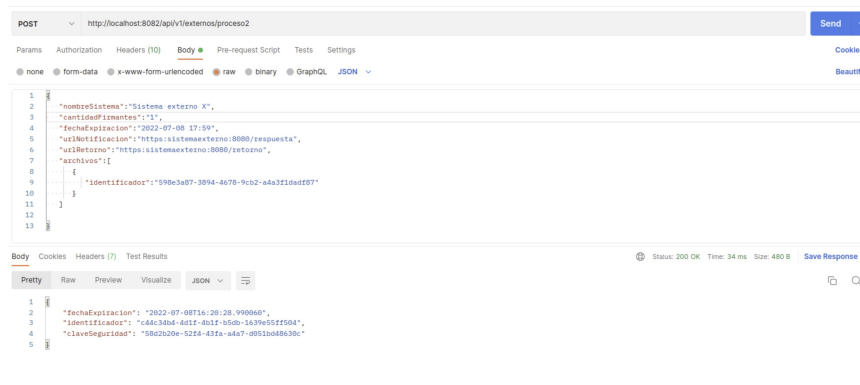 POST http://localhost:8082/api/v1/externos/proceso2 Send
Params Authorization Headers (10) Body Pre-request Script Tests Settings Cookie
none form-data x-www-form-urlencoded raw binary GraphQL JSON Beautif
1 {
2 "nombreSistema":"Sistema externo X",
3 "cantidadFirmantes":"1",
4 "fechaExpiracion":"2022-07-08 17:59",
5 "urlNotificacion":"https:sistemaexterno:8080/respuesta",
6 "urlRetorno":"https:sistemaexterno:8080/retorno",
7 "archivos":[
8 {
9 "identificador":"598e3a87-3894-4678-9cb2-a4a3f1dadf87"
10 }
11 ]
12
13 }
Body Cookies Headers (7) Test Results Status: 200 OK Time: 34 ms Size: 480 B Save Response
Pretty Raw Preview Visualize JSON
1 {
2 "fechaExpiracion": "2022-07-08T16:20:28.990060",
3 "identificador": "c44c34b4-4d1f-4b1f-b5db-1639e55ff504",
4 "claveSeguridad": "58d2b20e-52f4-43fa-a4a7-d051bd48630c"
5 }